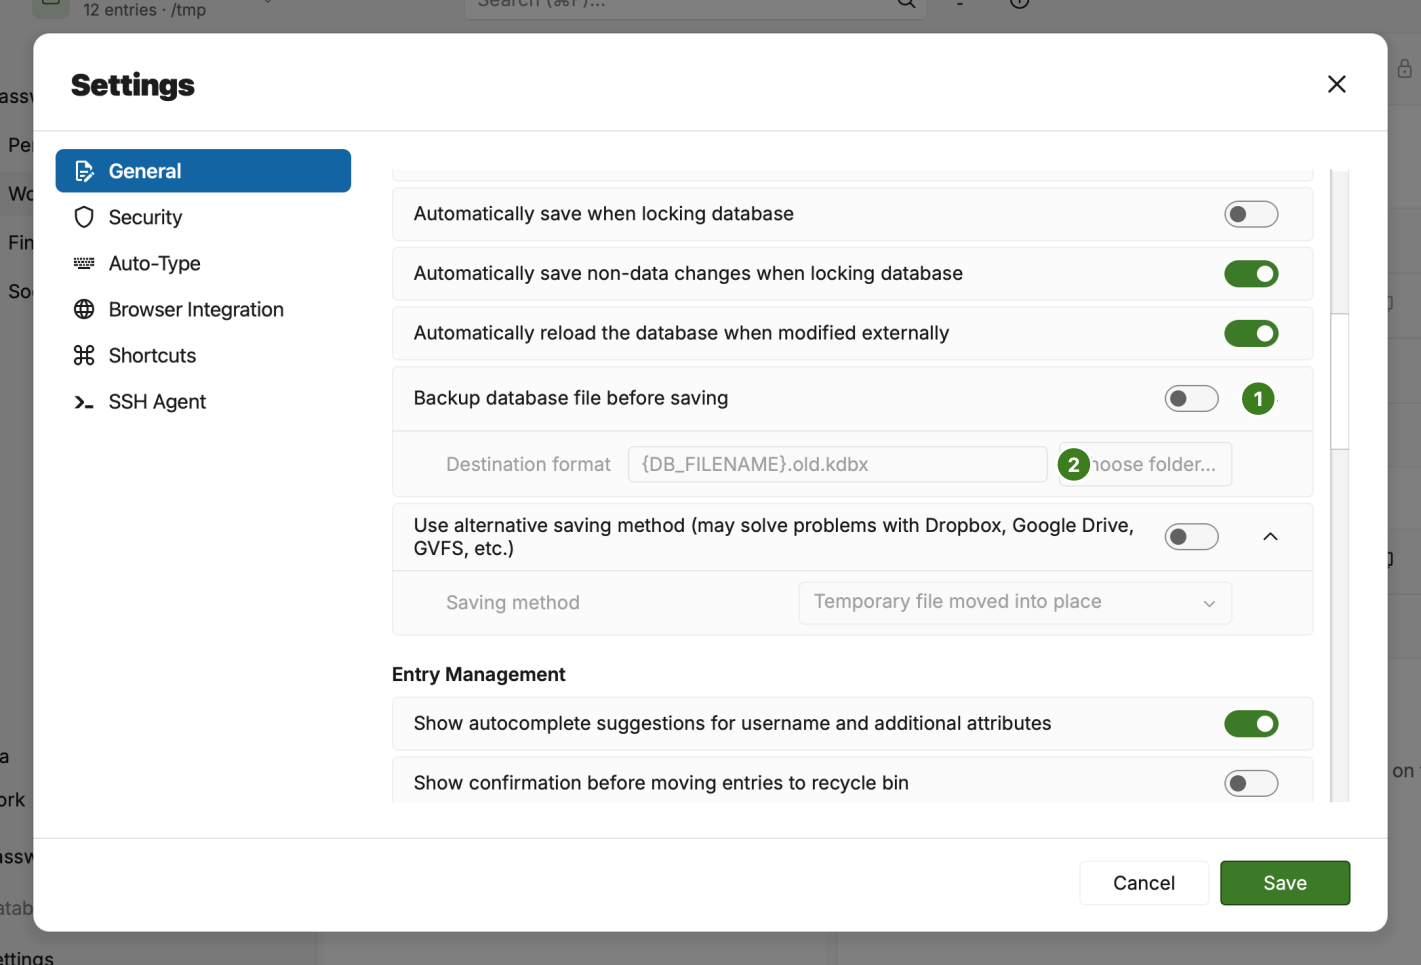 12 entries · /tmp
Settings
General
Security
Auto-Type
Browser Integration
Shortcuts
SSH Agent
Automatically save when locking database
Automatically save non-data changes when locking database
Automatically reload the database when modified externally
Backup database file before saving
1
Destination format
{DB_FILENAME}.old.kdbx
2
hoose folder...
Use alternative saving method (may solve problems with Dropbox, Google Drive,
GVFS, etc.)
Saving method
Temporary file moved into place
Entry Management
Show autocomplete suggestions for username and additional attributes
Show confirmation before moving entries to recycle bin
on
Cancel
Save